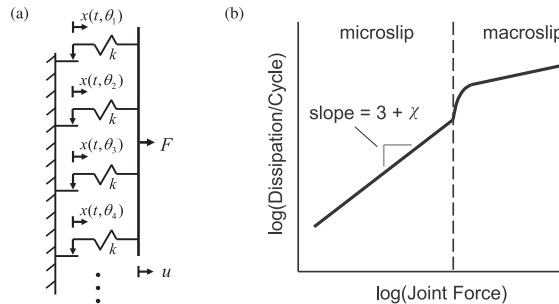 (a)
x(t,θ₁)
k
x(t,θ₂)
k
x(t,θ₃)
k
x(t,θ₄)
k
F
u
(b)
microslip
macroslip
slope = 3 + χ
log(Dissipation/Cycle)
log(Joint Force)